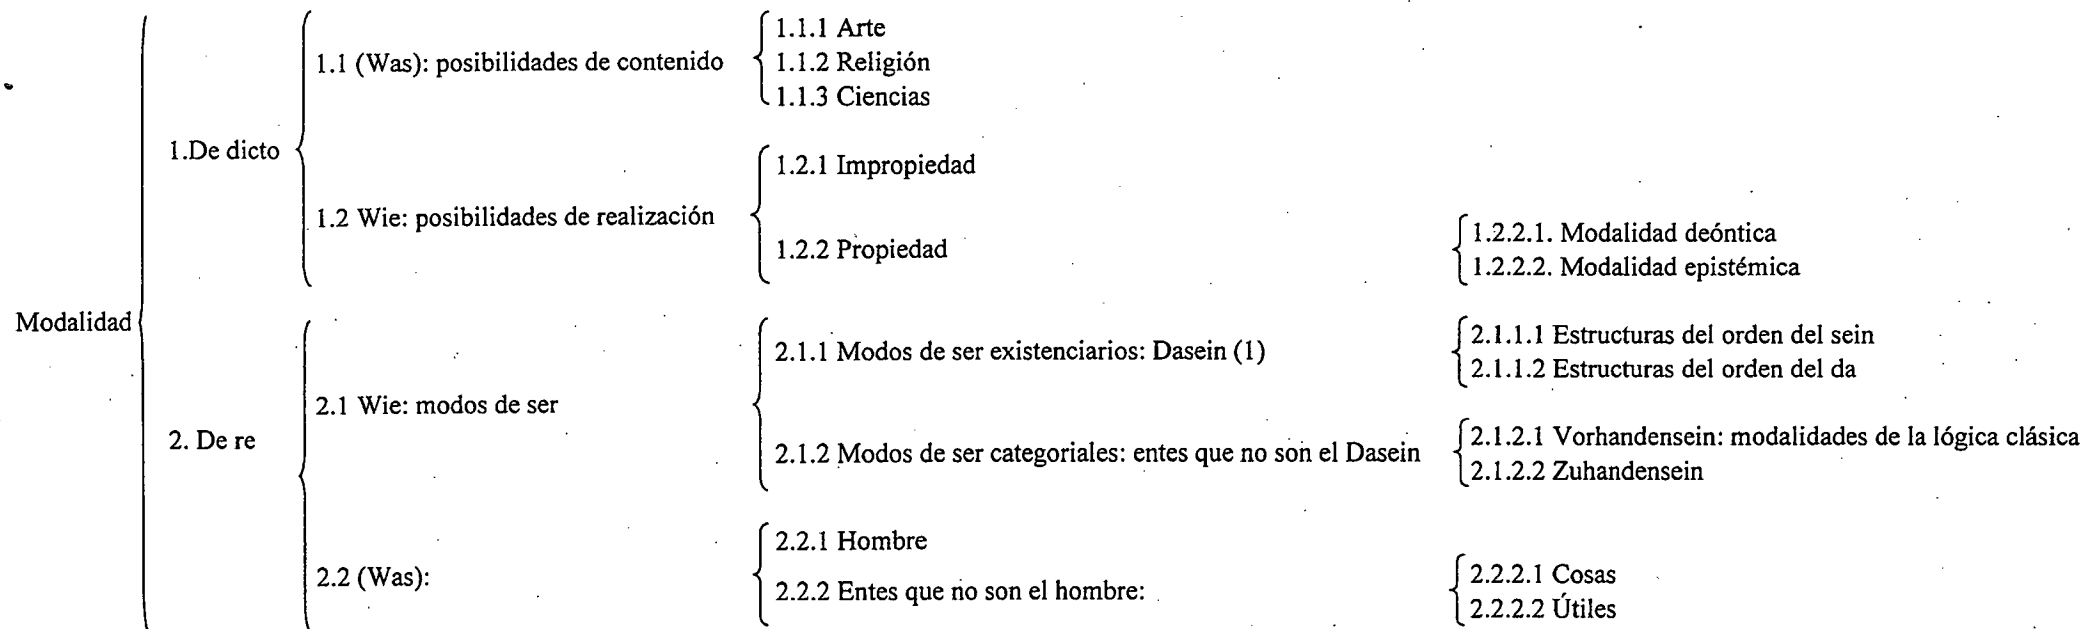 Modalidad
1.De dicto
1.1 (Was): posibilidades de contenido
1.1.1 Arte
1.1.2 Religión
1.1.3 Ciencias
1.2 Wie: posibilidades de realización
1.2.1 Impropiedad
1.2.2 Propiedad
1.2.2.1. Modalidad deóntica
1.2.2.2. Modalidad epistémica
2. De re
2.1 Wie: modos de ser
2.1.1 Modos de ser existenciarios: Dasein (1)
2.1.1.1 Estructuras del orden del sein
2.1.1.2 Estructuras del orden del da
2.1.2 Modos de ser categoriales: entes que no son el Dasein
2.1.2.1 Vorhandensein: modalidades de la lógica clásica
2.1.2.2 Zuhandensein
2.2 (Was):
2.2.1 Hombre
2.2.2 Entes que no son el hombre:
2.2.2.1 Cosas
2.2.2.2 Útiles